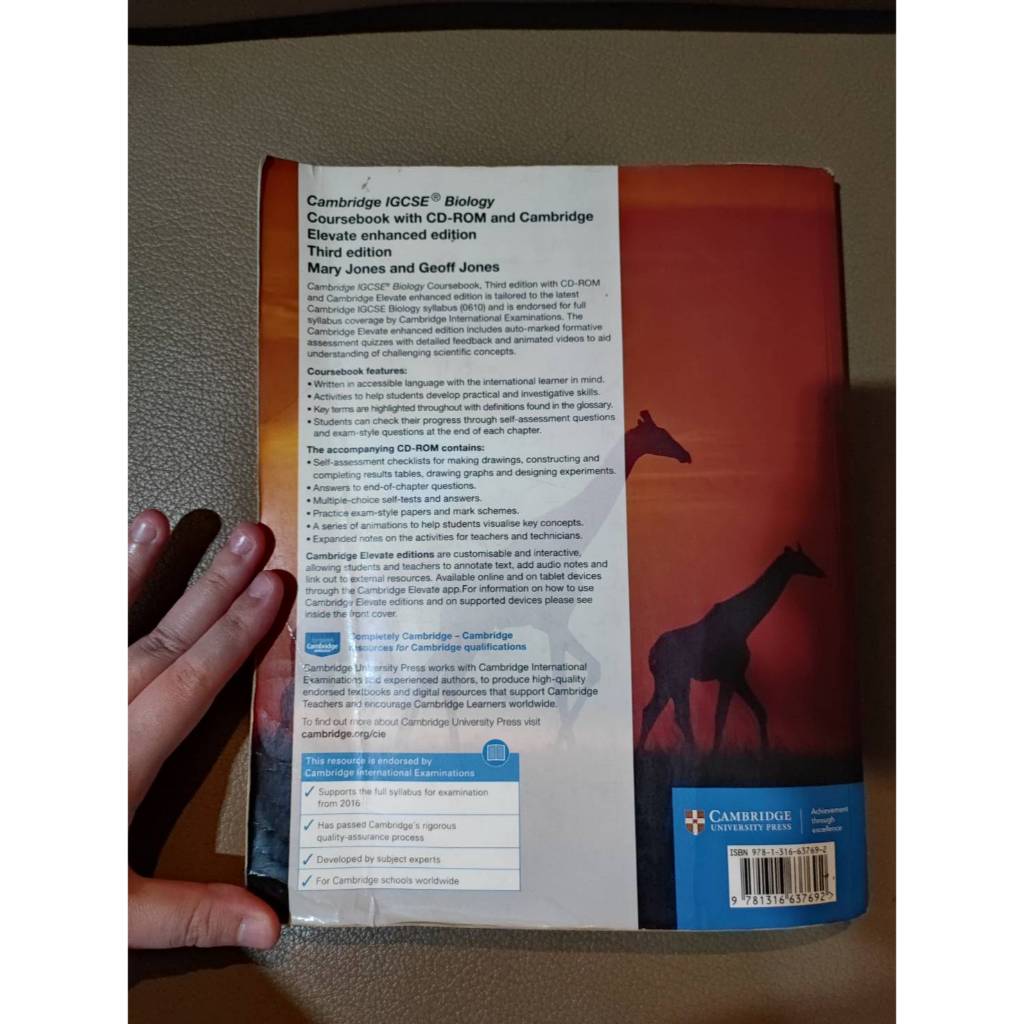 Cambridge IGCSE® Biology
Coursebook with CD-ROM and Cambridge
Elevate enhanced edition
Third edition
Mary Jones and Geoff Jones
Cambridge IGCSE® Biology Coursebook, Third edition with CD-ROM
and Cambridge Elevate enhanced edition is tailored to the latest
Cambridge IGCSE Biology syllabus (0610) and is endorsed for full
syllabus coverage by Cambridge International Examinations. The
Cambridge Elevate enhanced edition includes auto-marked formative
assessment quizzes with detailed feedback and animated videos to aid
understanding of challenging scientific concepts.
Coursebook features:
• Written in accessible language with the international learner in mind.
• Activities to help students develop practical and investigative skills.
• Key terms are highlighted throughout with definitions found in the glossary.
• Students can check their progress through self-assessment questions
and exam-style questions at the end of each chapter.
The accompanying CD-ROM contains:
• Self-assessment checklists for making drawings, constructing and
completing results tables, drawing graphs and designing experiments.
• Answers to end-of-chapter questions.
• Multiple-choice self-tests and answers.
• Practice exam-style papers and mark schemes.
• A series of animations to help students visualise key concepts.
• Expanded notes on the activities for teachers and technicians.
Cambridge Elevate editions are customisable and interactive,
allowing students and teachers to annotate text, add audio notes and
link out to external resources. Available online and on tablet devices
through the Cambridge Elevate app.For information on how to use
Cambridge Elevate editions and on supported devices please see
inside the front cover.
Cambridge
Completely Cambridge – Cambridge
resources for Cambridge qualifications
Cambridge University Press works with Cambridge International
Examinations and experienced authors, to produce high-quality
endorsed textbooks and digital resources that support Cambridge
Teachers and encourage Cambridge Learners worldwide.
To find out more about Cambridge University Press visit
cambridge.org/cie
This resource is endorsed by
Cambridge International Examinations
✓ Supports the full syllabus for examination
from 2016
✓ Has passed Cambridge's rigorous
quality-assurance process
✓ Developed by subject experts
✓ For Cambridge schools worldwide
CAMBRIDGE
UNIVERSITY PRESS
Achievement
through
excellence
ISBN 978-1-316-63769-2
9 781316 637692